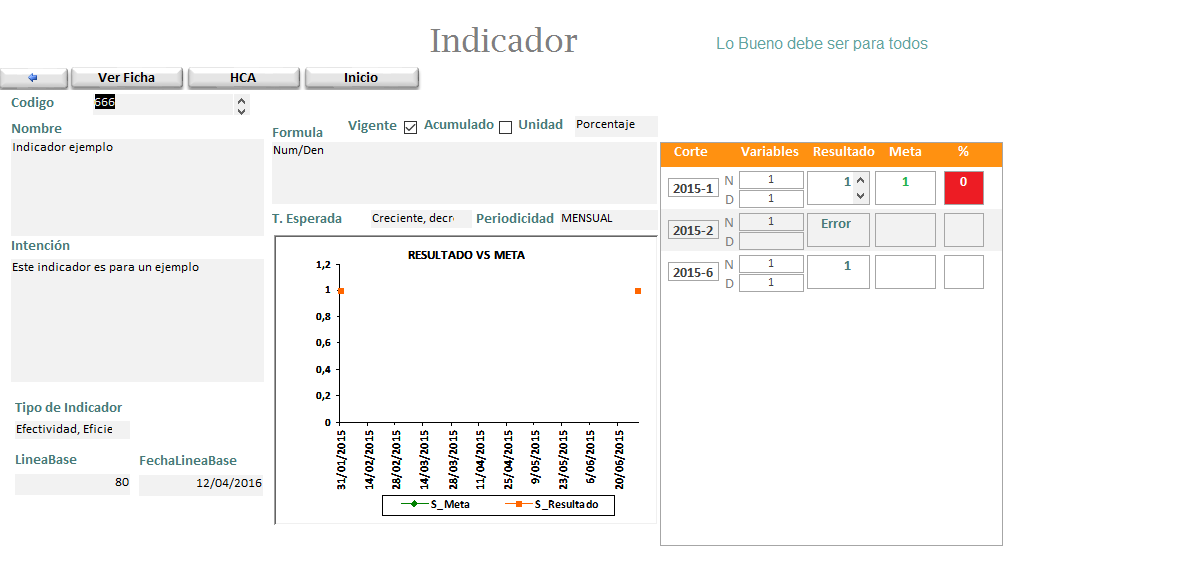 Indicador
Lo Bueno debe ser para todos
Ver Ficha HCA Inicio
Codigo 666
Nombre
Indicador ejemplo
Intención
Este indicador es para un ejemplo
Tipo de Indicador
Efectividad, Eficie
LineaBase FechaLineaBase
80 12/04/2016
Formula Vigente Acumulado Unidad Porcentaje
Num/Den
T. Esperada Creciente, decr Periodicidad MENSUAL
RESULTADO VS META
1,2
1
0,8
0,6
0,4
0,2
0
31/01/2015 14/02/2015 28/02/2015 14/03/2015 28/03/2015 11/04/2015 25/04/2015 9/05/2015 23/05/2015 6/06/2015 20/06/2015
S_Meta S_Resultado
Corte Variables Resultado Meta %
2015-1 N 1 1 1 0
D 1
2015-2 N 1 Error
D
2015-6 N 1 1
D 1